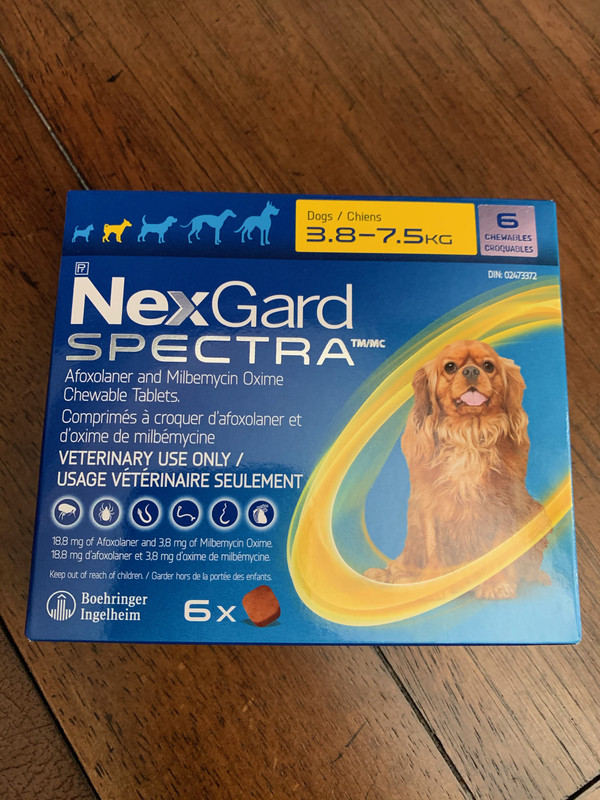 Dogs / Chiens
3.8–7.5KG
6
CHEWABLES
CROQUABLES
DIN: 02473372
Pr
NexGard
SPECTRA™/MC
Afoxolaner and Milbemycin Oxime
Chewable Tablets.
Comprimés à croquer d'afoxolaner et
d'oxime de milbémycine
VETERINARY USE ONLY /
USAGE VÉTÉRINAIRE SEULEMENT
18.8 mg of Afoxolaner and 3.8 mg of Milbemycin Oxime.
18.8 mg d'afoxolaner et 3,8 mg d'oxime de milbémycine.
Keep out of reach of children. / Garder hors de la portée des enfants.
Boehringer
Ingelheim
6x